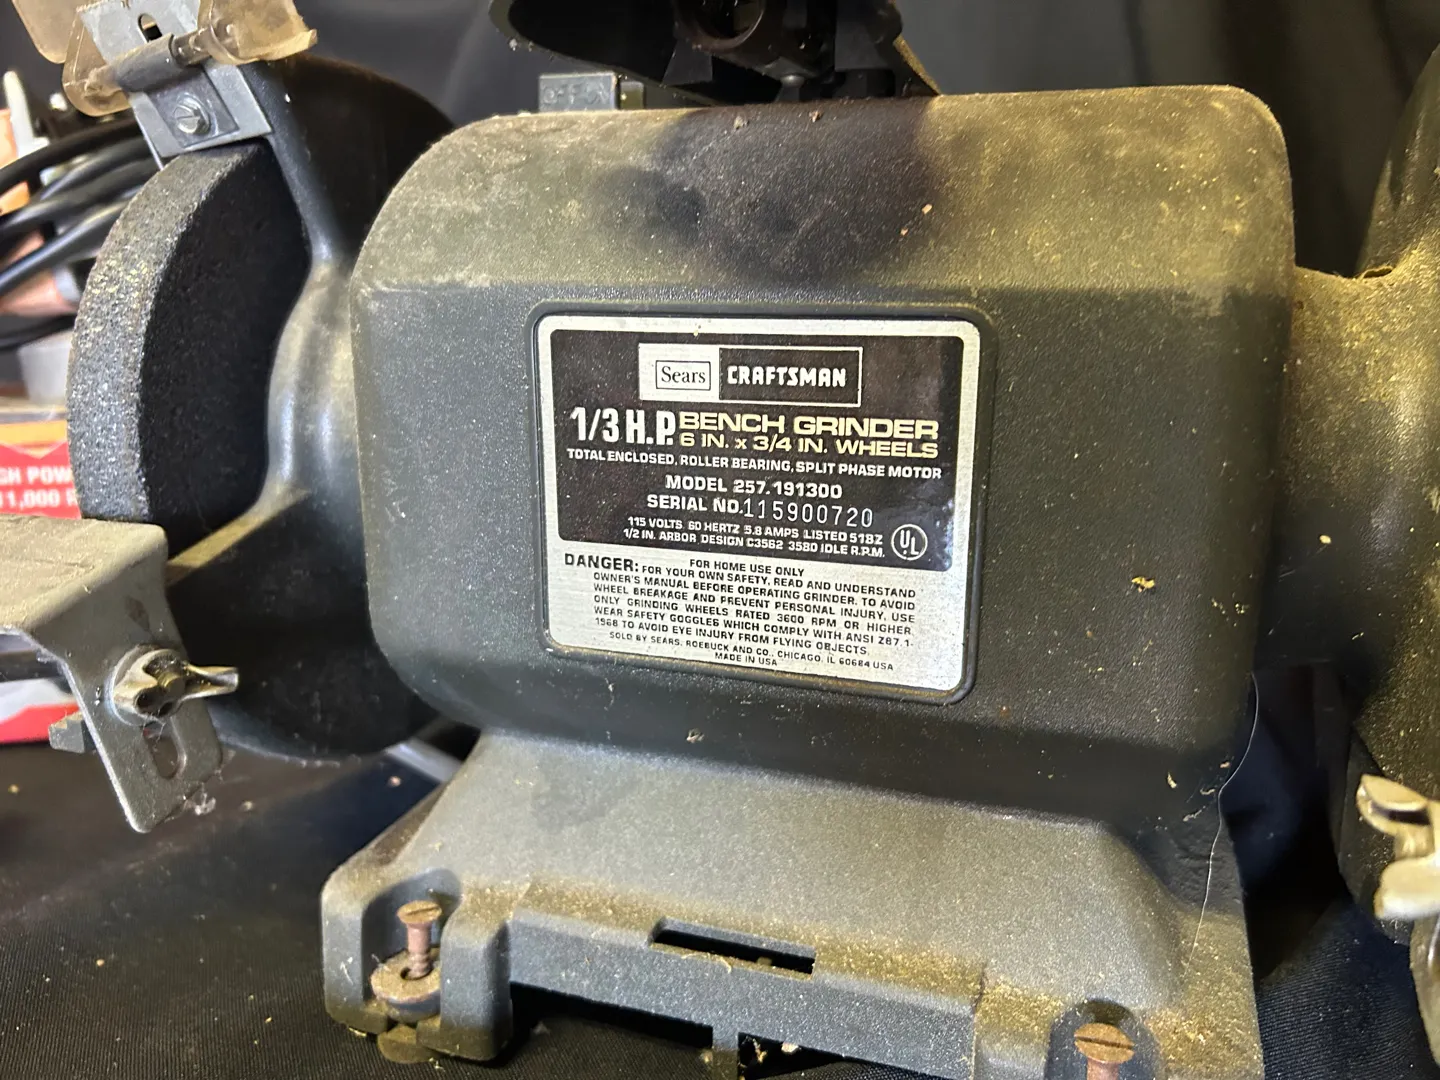 OFF ON
Sears CRAFTSMAN
1/3 H.P. BENCH GRINDER
6 IN. x 3/4 IN. WHEELS
TOTAL ENCLOSED, ROLLER BEARING, SPLIT PHASE MOTOR
MODEL 257.191300
SERIAL NO. 115900720
115 VOLTS 60 HERTZ 5.8 AMPS LISTED 518Z
1/2 IN. ARBOR DESIGN C3562 3580 IDLE R.P.M.
UL
FOR HOME USE ONLY
DANGER: FOR YOUR OWN SAFETY, READ AND UNDERSTAND
OWNER'S MANUAL BEFORE OPERATING GRINDER. TO AVOID
WHEEL BREAKAGE AND PREVENT PERSONAL INJURY, USE
ONLY GRINDING WHEELS RATED 3600 RPM OR HIGHER.
WEAR SAFETY GOGGLES WHICH COMPLY WITH ANSI Z87.1-
1968 TO AVOID EYE INJURY FROM FLYING OBJECTS.
SOLD BY SEARS, ROEBUCK AND CO., CHICAGO, IL 60684 USA
MADE IN USA
11,000